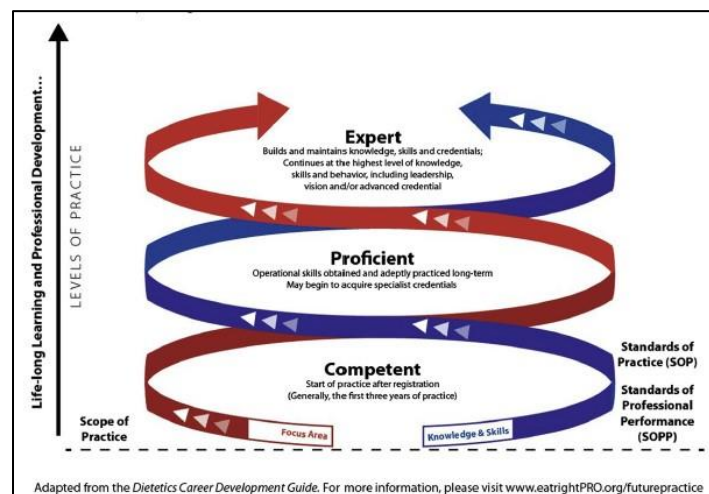 Life-long Learning and Professional Development...
LEVELS OF PRACTICE
Expert
Builds and maintains knowledge, skills and credentials;
Continues at the highest level of knowledge,
skills and behavior, including leadership,
vision and/or advanced credential
Proficient
Operational skills obtained and adeptly practiced long-term
May begin to acquire specialist credentials
Competent
Start of practice after registration
(Generally, the first three years of practice)
Standards of
Practice (SOP)
Standards of
Professional
Performance
(SOPP)
Scope of
Practice
Focus Area
Knowledge & Skills
Adapted from the Dietetics Career Development Guide. For more information, please visit www.eatrightPRO.org/futurepractice